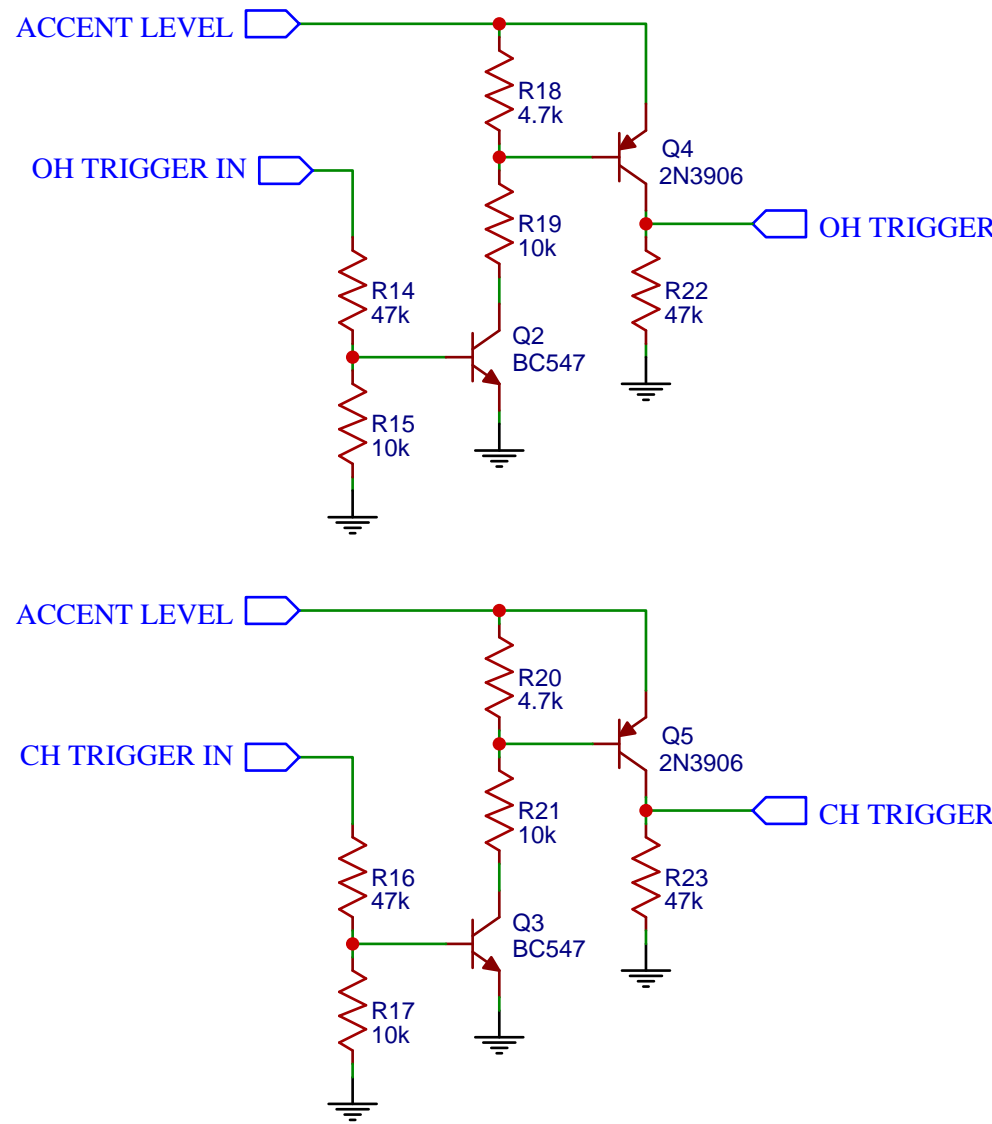 ACCENT LEVEL
R18
4.7k
Q4
2N3906
OH TRIGGER IN
R19
10k
OH TRIGGER
R14
47k
R22
47k
Q2
BC547
R15
10k
ACCENT LEVEL
R20
4.7k
Q5
2N3906
CH TRIGGER IN
R21
10k
CH TRIGGER
R16
47k
R23
47k
Q3
BC547
R17
10k